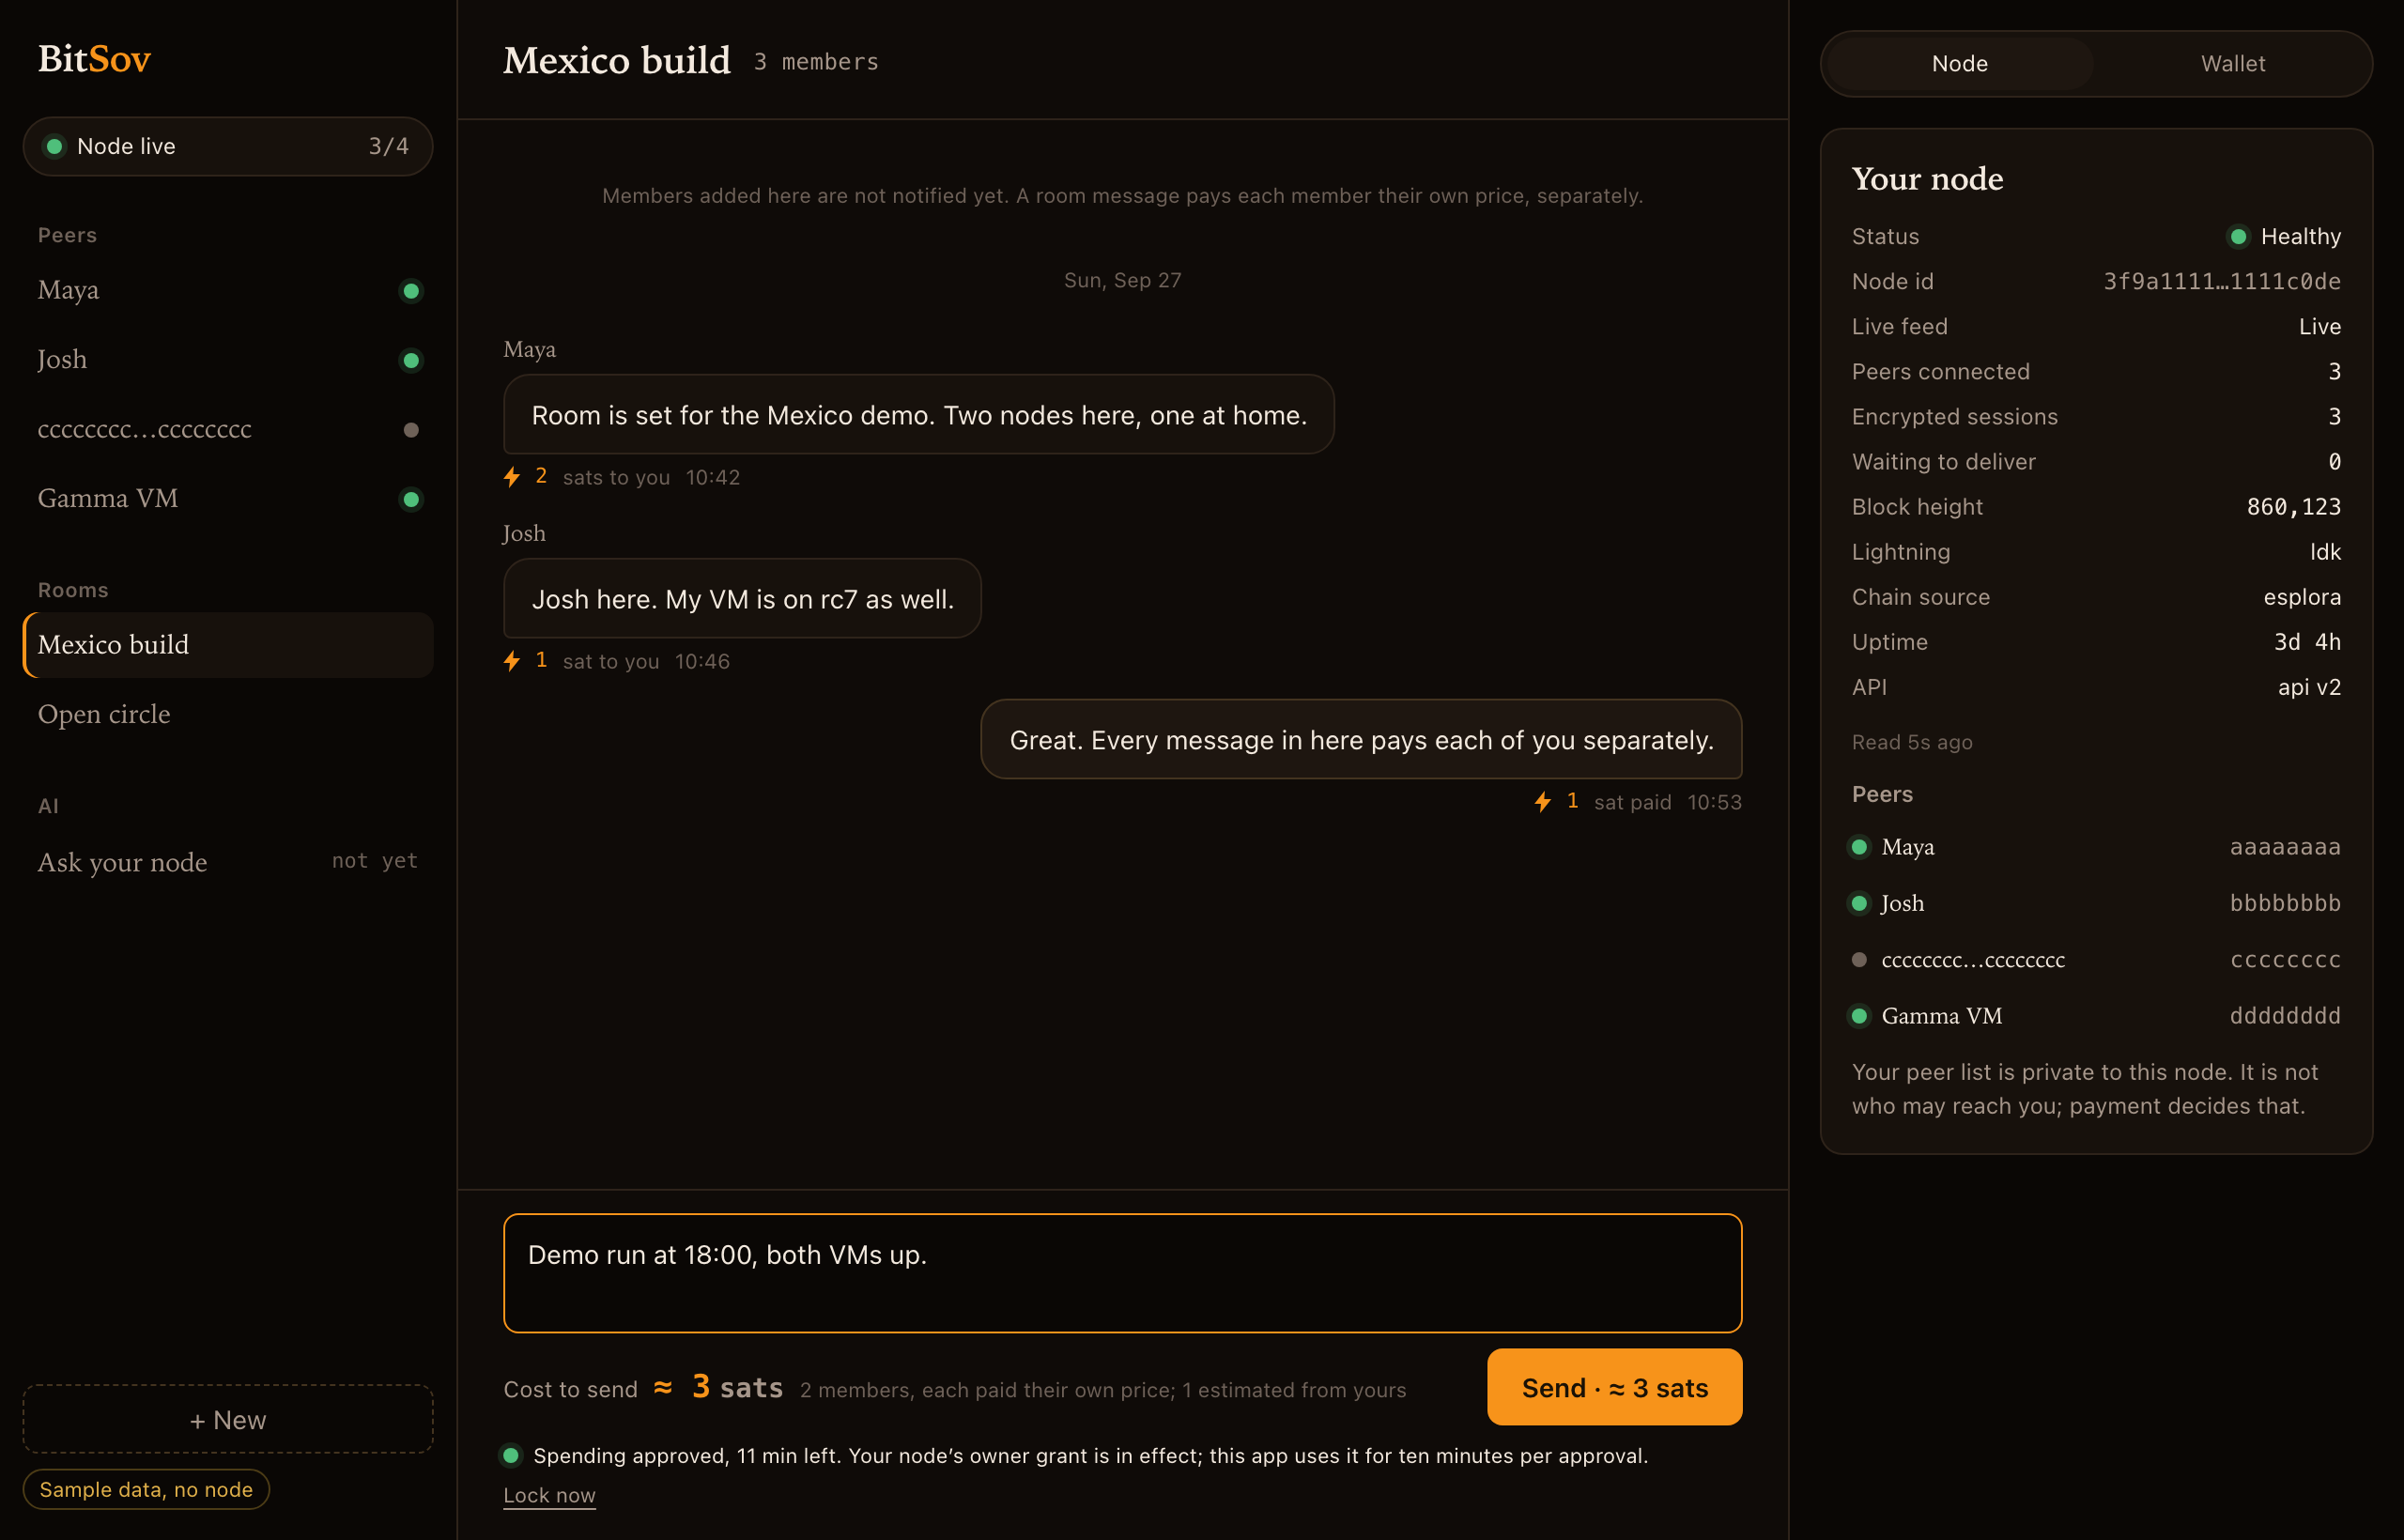 BitSov
Node live 3/4
Peers
Maya
Josh
cccccccc…cccccccc
Gamma VM
Rooms
Mexico build
Open circle
AI
Ask your node not yet
+ New
Sample data, no node
Mexico build 3 members
Members added here are not notified yet. A room message pays each member their own price, separately.
Sun, Sep 27
Maya
Room is set for the Mexico demo. Two nodes here, one at home.
2 sats to you 10:42
Josh
Josh here. My VM is on rc7 as well.
1 sat to you 10:46
Great. Every message in here pays each of you separately.
1 sat paid 10:53
Demo run at 18:00, both VMs up.
Cost to send ≈ 3 sats 2 members, each paid their own price; 1 estimated from yours
Send · ≈ 3 sats
Spending approved, 11 min left. Your node’s owner grant is in effect; this app uses it for ten minutes per approval.
Lock now
Node Wallet
Your node
Status Healthy
Node id 3f9a1111…1111c0de
Live feed Live
Peers connected 3
Encrypted sessions 3
Waiting to deliver 0
Block height 860,123
Lightning ldk
Chain source esplora
Uptime 3d 4h
API api v2
Read 5s ago
Peers
Maya aaaaaaaa
Josh bbbbbbbb
cccccccc…cccccccc cccccccc
Gamma VM dddddddd
Your peer list is private to this node. It is not
who may reach you; payment decides that.